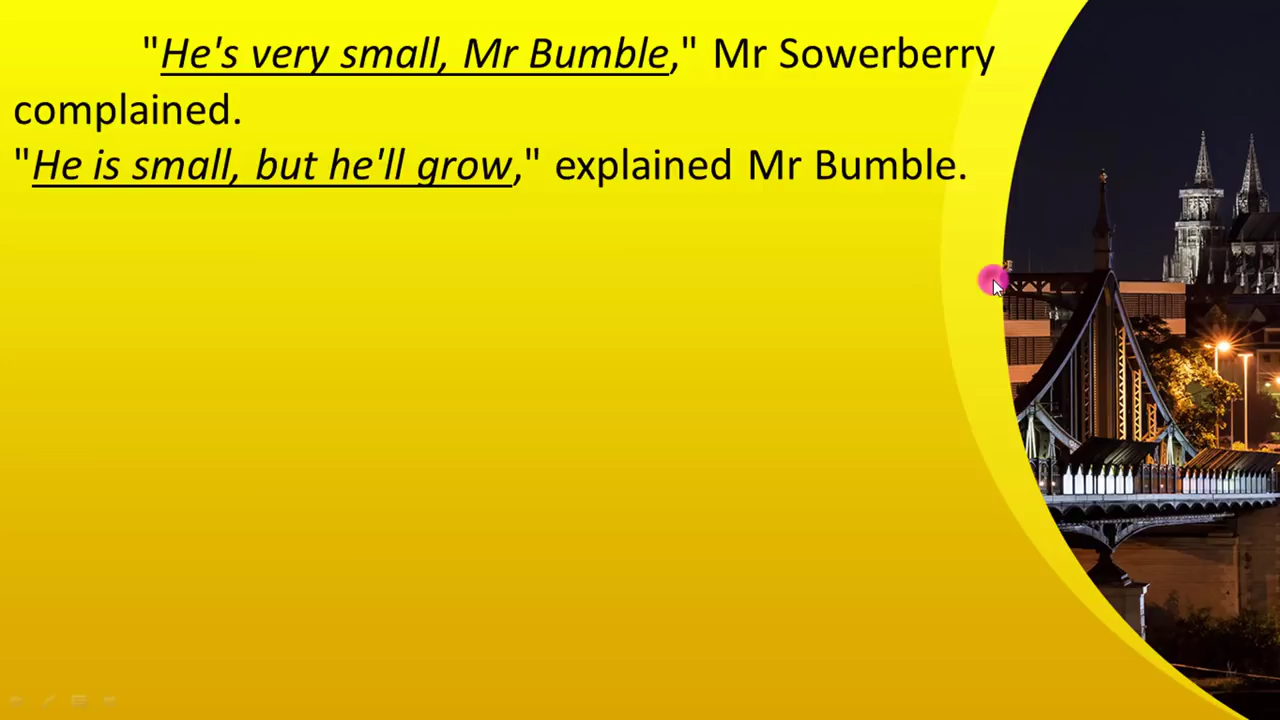 "He's very small, Mr Bumble," Mr Sowerberry
complained.
"He is small, but he'll grow," explained Mr Bumble.